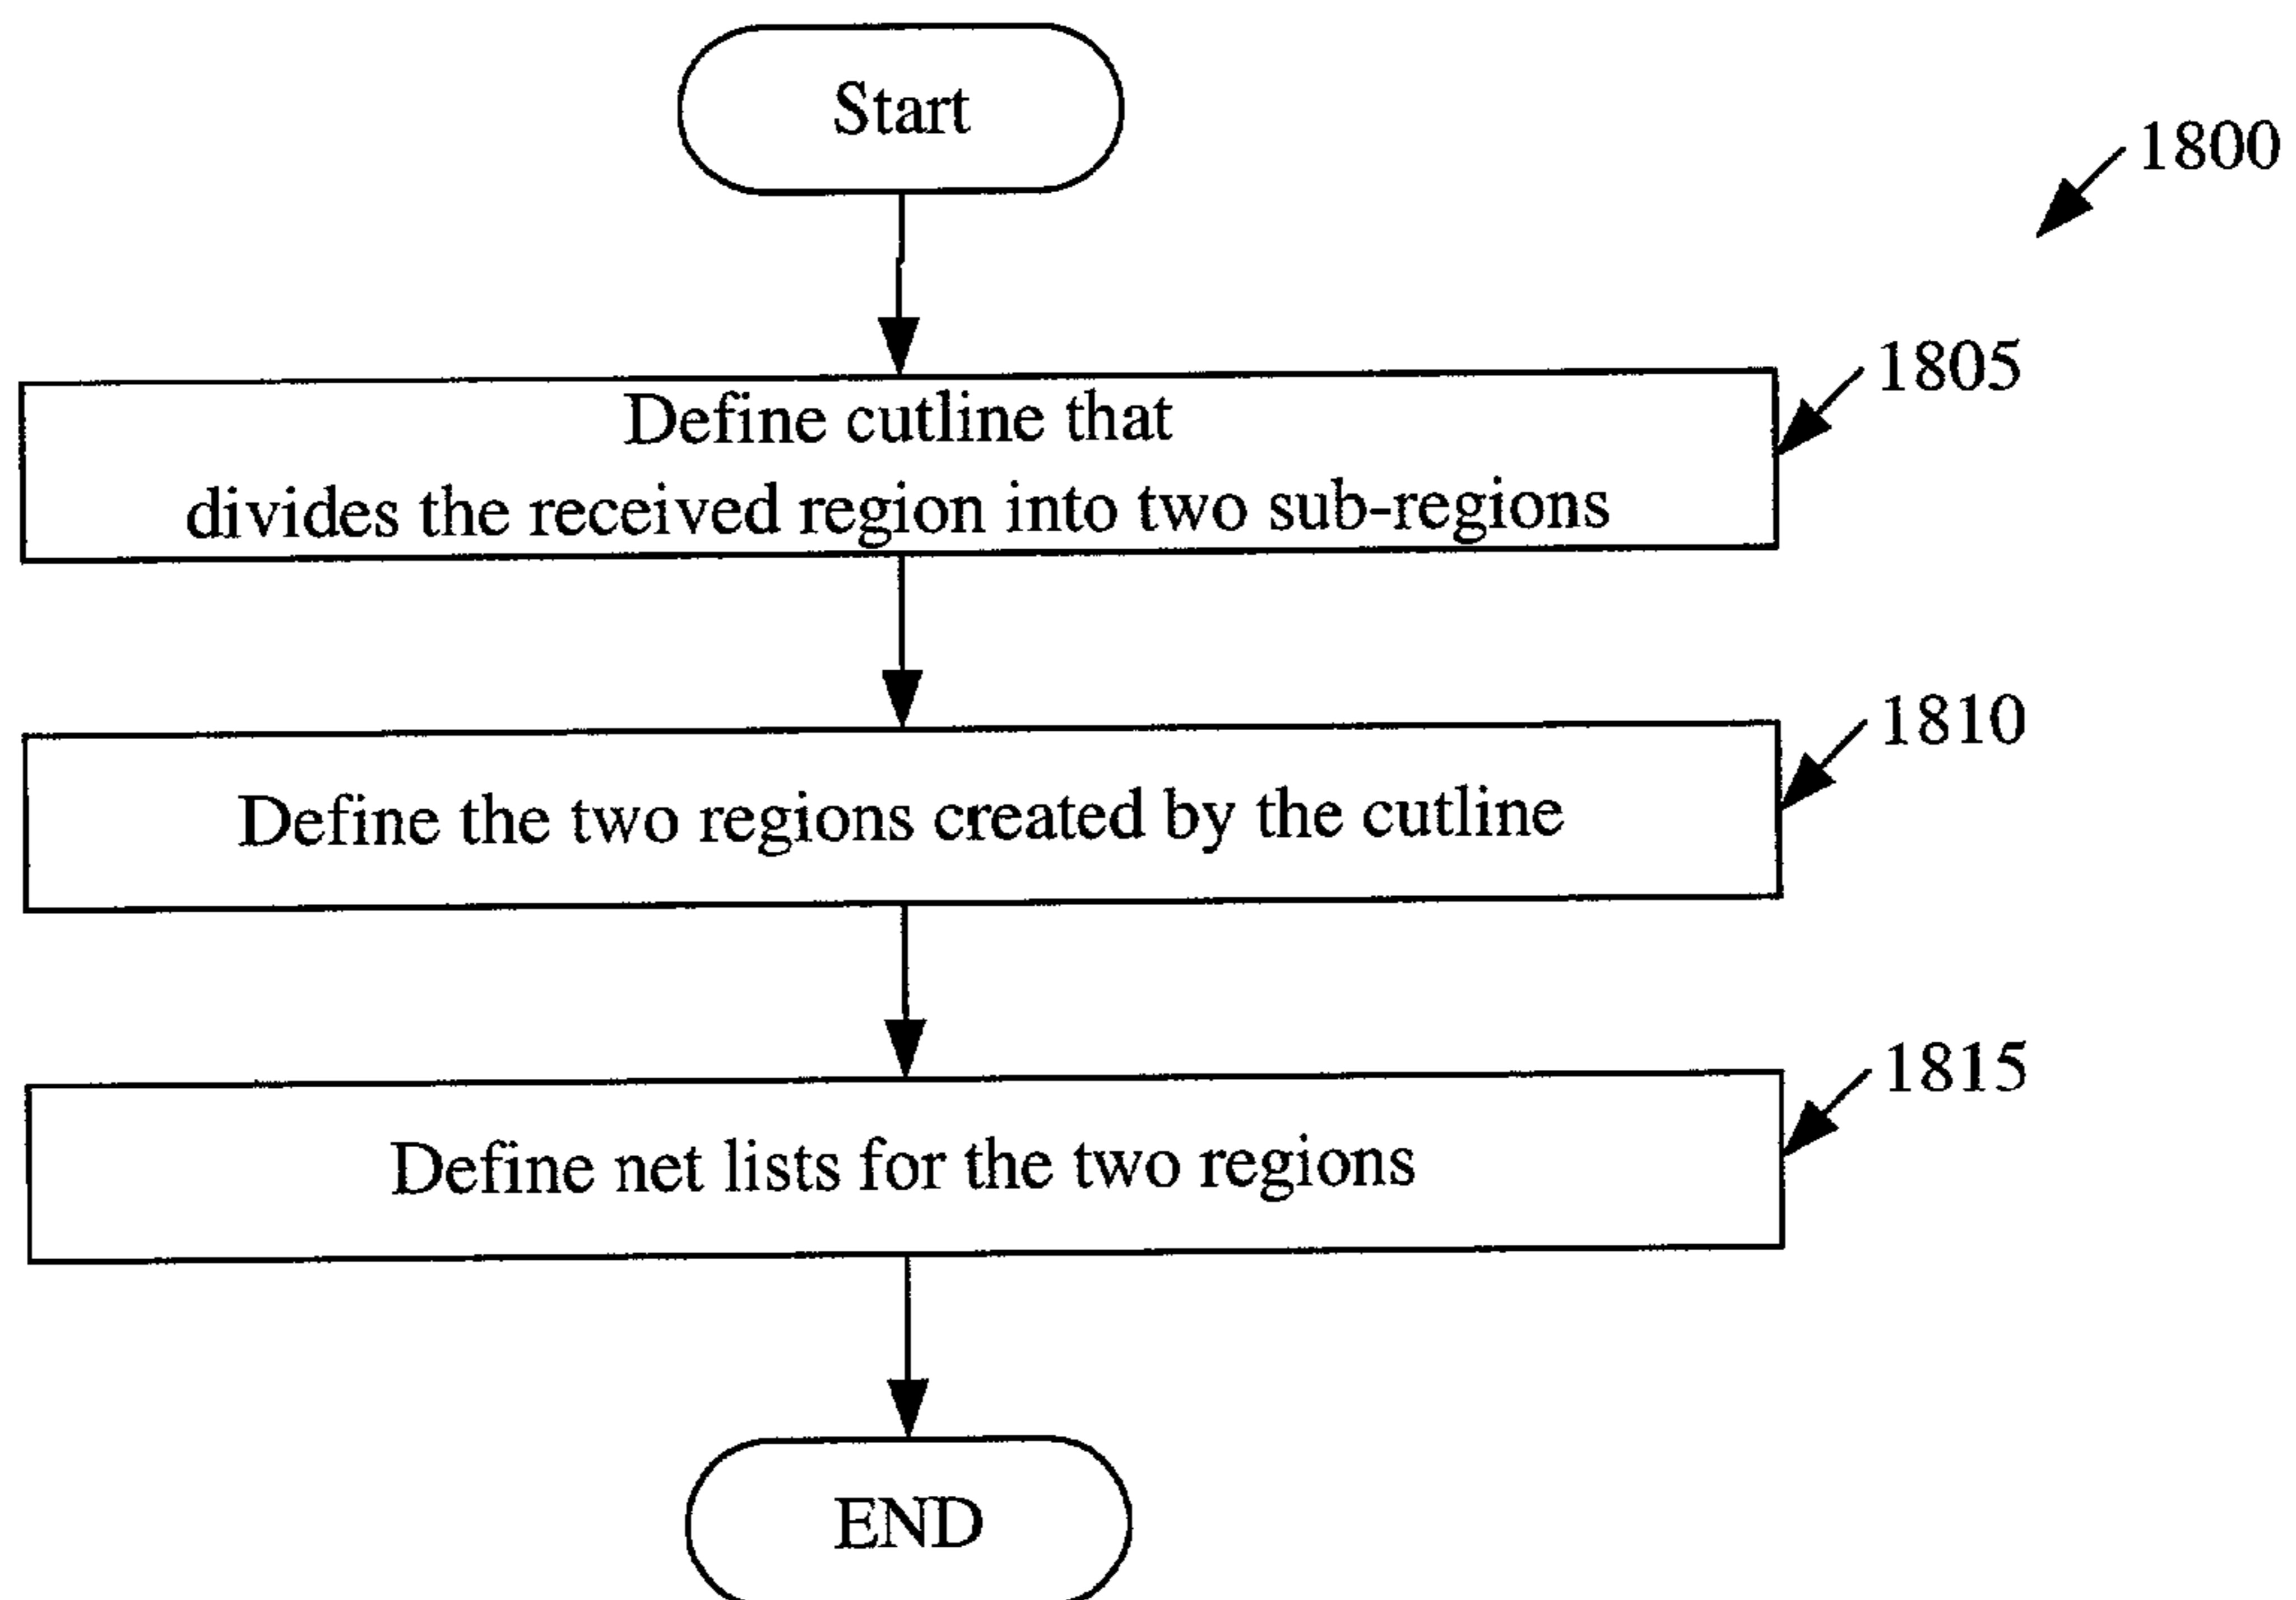 Start
1800
1805
Define cutline that
divides the received region into two sub-regions
1810
Define the two regions created by the cutline
1815
Define net lists for the two regions
END